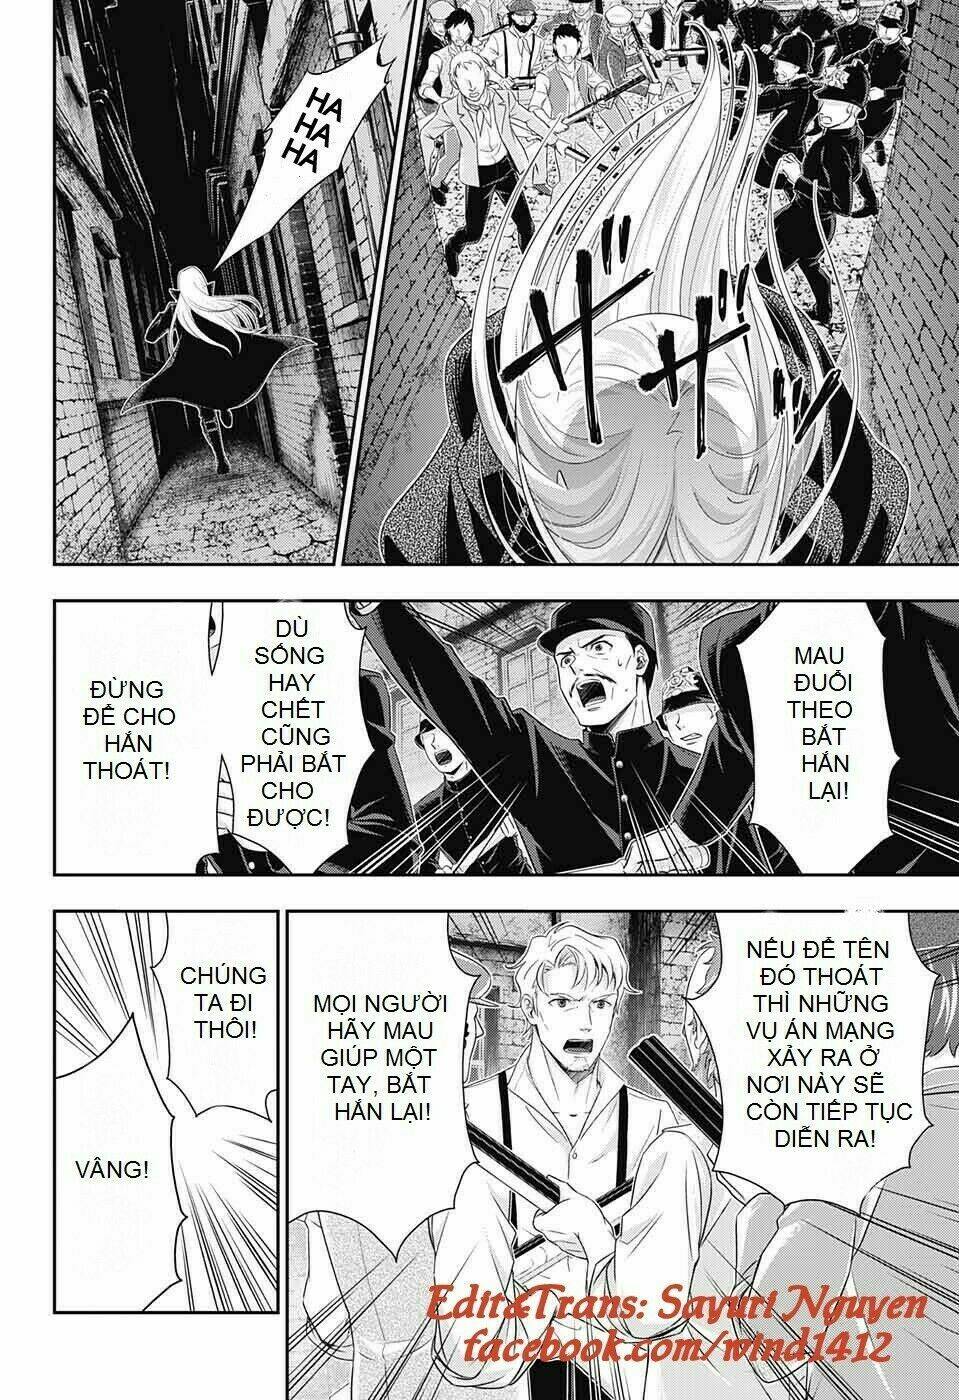 ザッ
ザッ
HA
HA
HA
MAU
ĐUỔI
THEO
BẮT
HẮN
LẠI!
DÙ
SỐNG
HAY
CHẾT
CŨNG
PHẢI BẮT
CHO
ĐƯỢC!
ĐỪNG
ĐỂ CHO
HẮN
THOÁT!
NẾU ĐỂ TÊN
ĐÓ THOÁT
THÌ NHỮNG
VỤ ÁN MẠNG
XẢY RA Ở
NƠI NÀY SẼ
CÒN TIẾP TỤC
DIỄN RA!
MỌI NGƯỜI
HÃY MAU
GIÚP MỘT
TAY, BẮT
HẮN LẠI!
CHÚNG
TA ĐI
THÔI!
VÂNG!
Edit&Trans: Sayuri Nguyen
facebook.com/wind1412